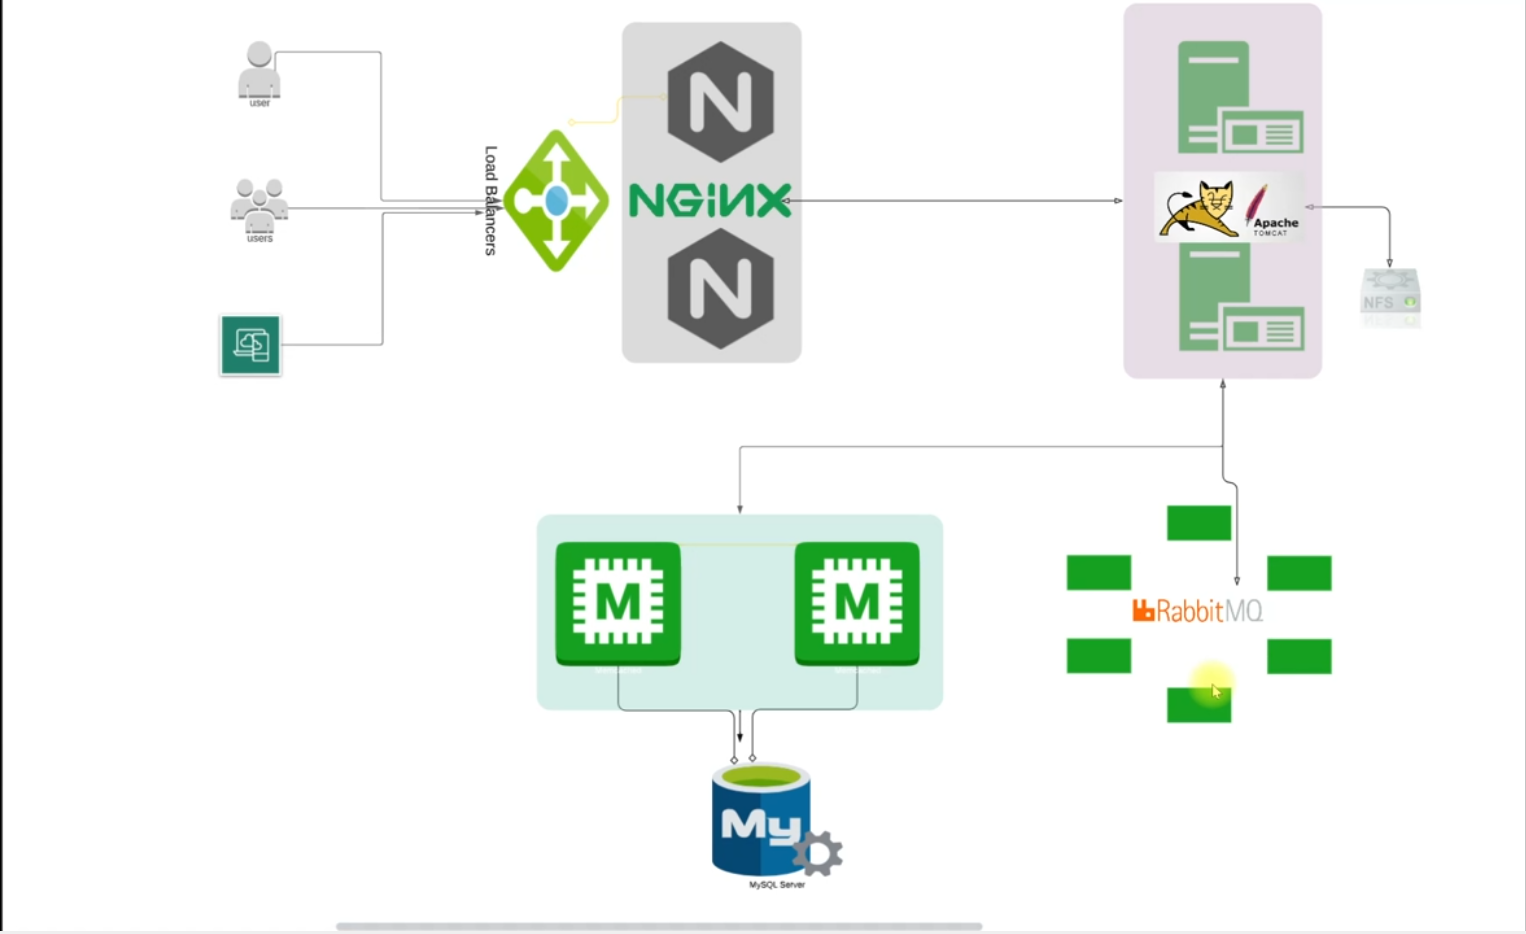 user
users
Load Balancers
N
NGiNX
N
Apache
TOMCAT
NFS
M
M
RabbitMQ
My
MySQL Server